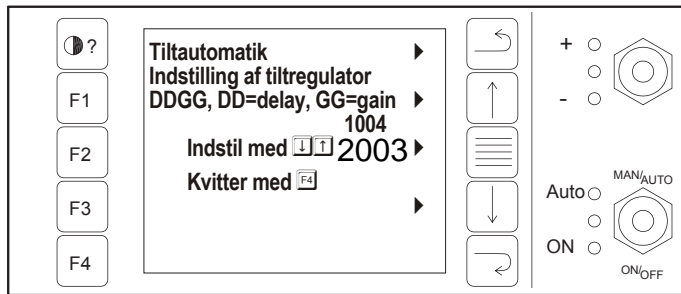 ?
F1
F2
F3
F4
Tiltautomatik
Indstilling af tiltregulator
DDGG, DD=delay, GG=gain
1004
Indstil med ↓ ↑ 2003
Kvitter med F4
+
-
MAN/AUTO
Auto
ON
ON/OFF